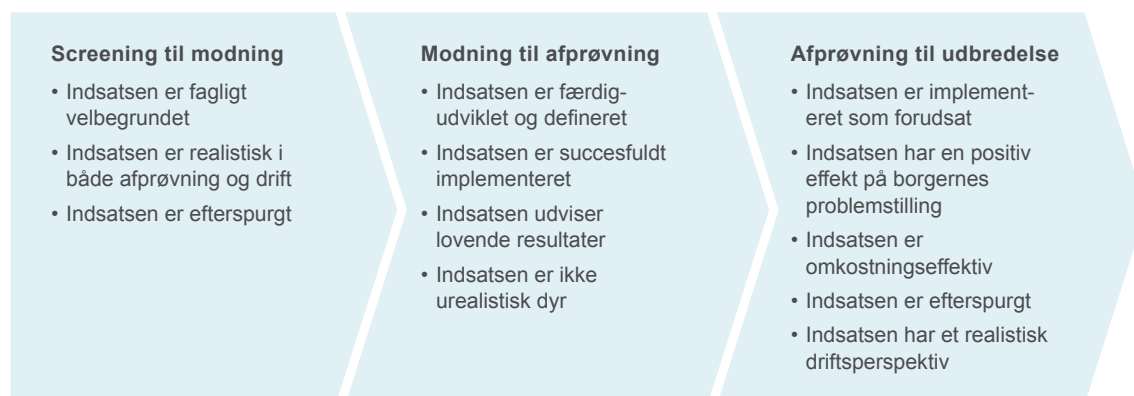 Screening til modning
• Indsatsen er fagligt
velbegrundet
• Indsatsen er realistisk i
både afprøvning og drift
• Indsatsen er efterspurgt
Modning til afprøvning
• Indsatsen er færdig-
udviklet og defineret
• Indsatsen er succesfuldt
implementeret
• Indsatsen udviser
lovende resultater
• Indsatsen er ikke
urealistisk dyr
Afprøvning til udbredelse
• Indsatsen er implement-
eret som forudsat
• Indsatsen har en positiv
effekt på borgernes
problemstilling
• Indsatsen er
omkostningseffektiv
• Indsatsen er efterspurgt
• Indsatsen har et realistisk
driftsperspektiv